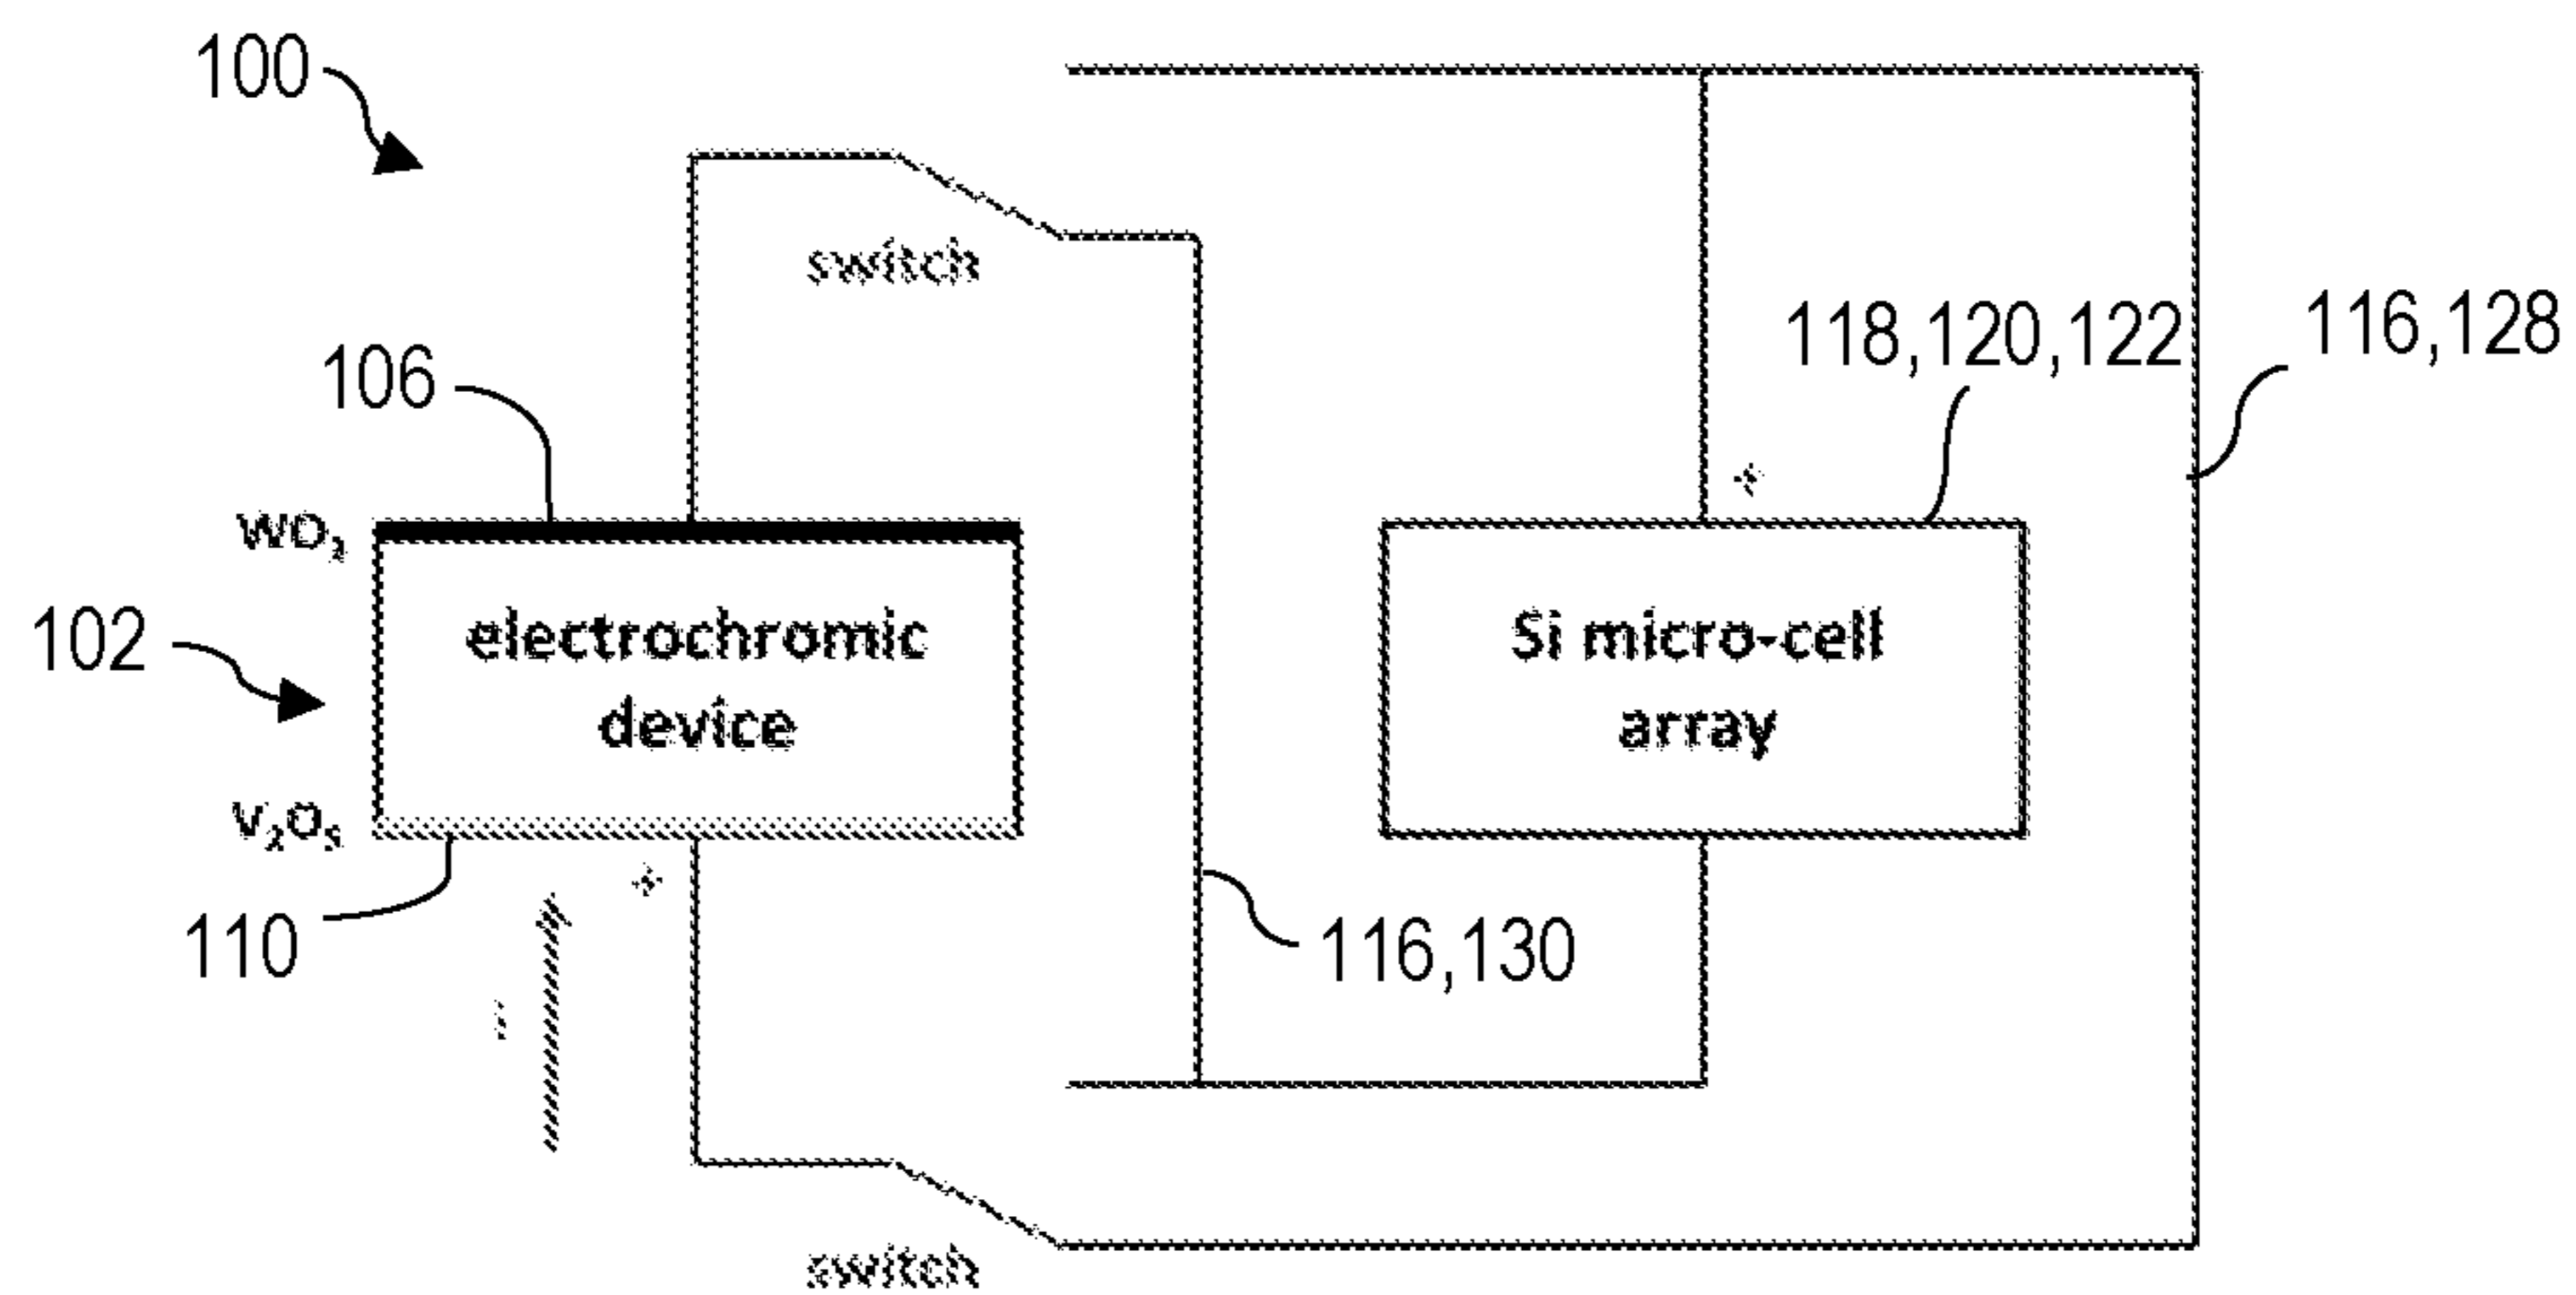 100
switch
118,120,122
116,128
106
WO₃
electrochromic
device
Si micro-cell
array
102
V₂O₅
+
+
110
116,130
i
switch